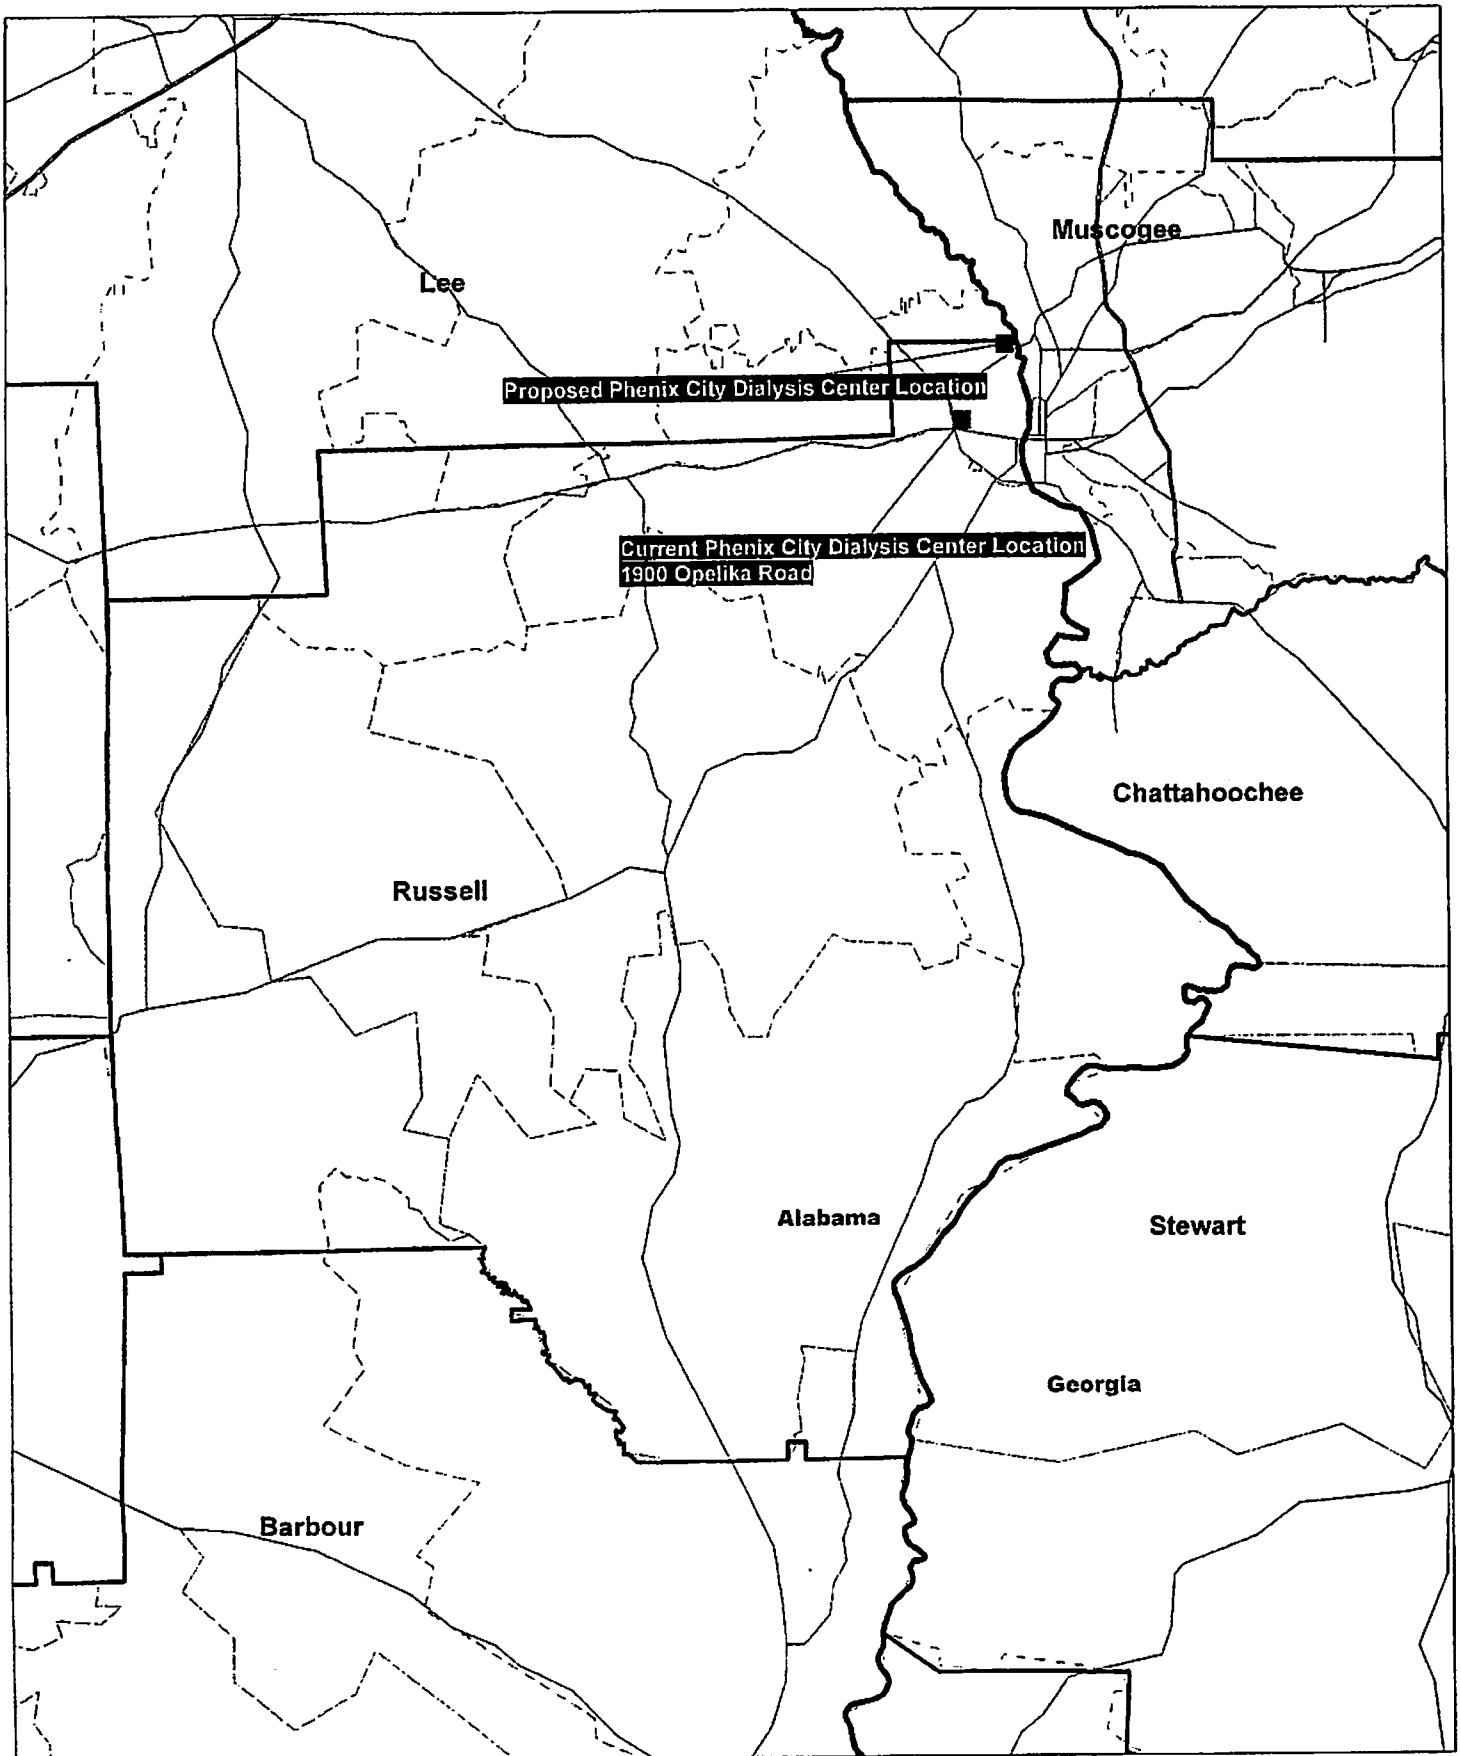 Muscogee
Lee
Proposed Phenix City Dialysis Center Location
Current Phenix City Dialysis Center Location
1900 Opelika Road
Chattahoochee
Russell
Alabama
Stewart
Georgia
Barbour